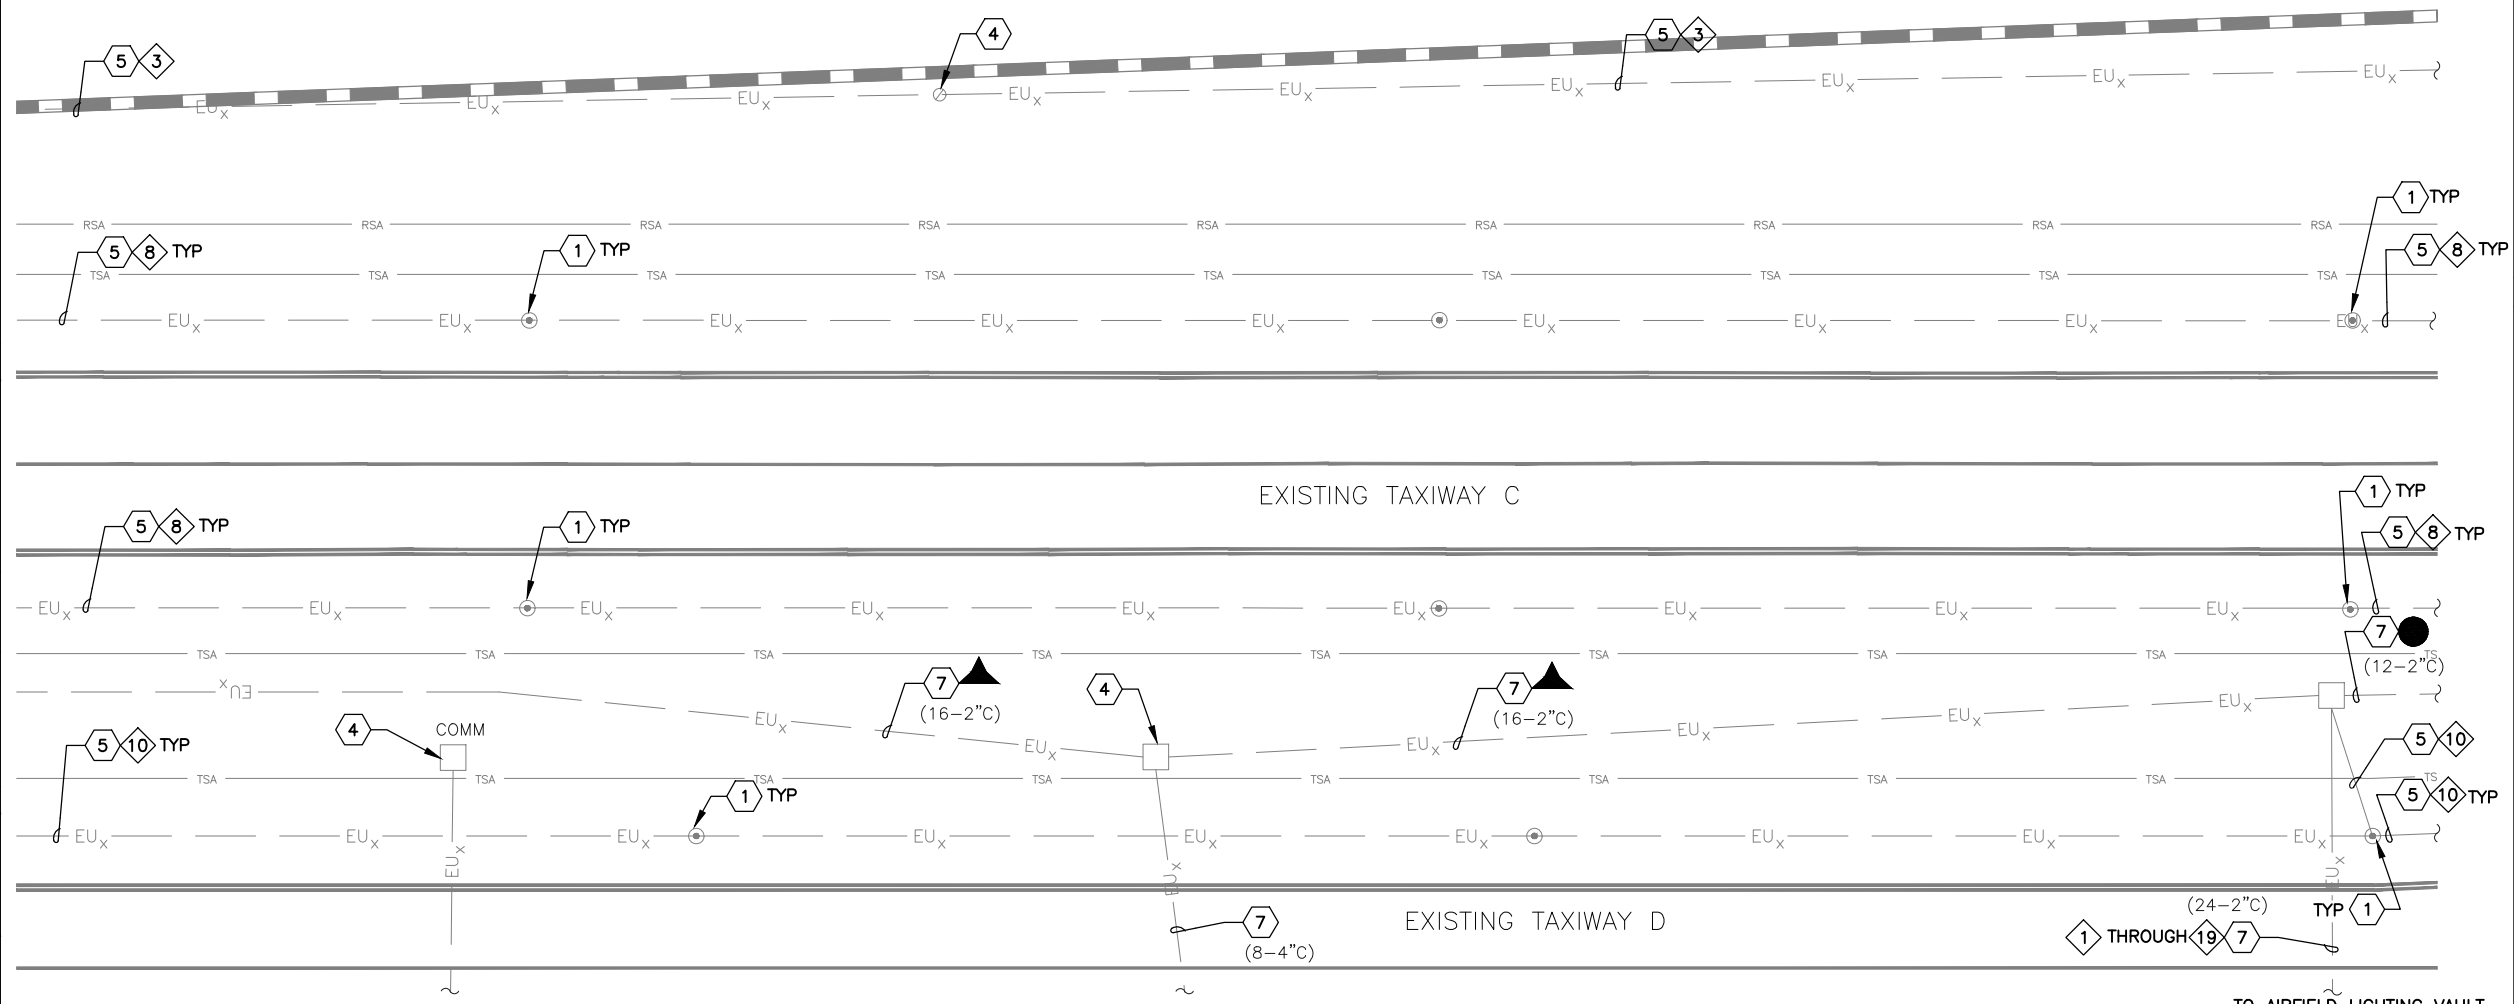 4
5 3
5 3
EUX EUX EUX EUX EUX EUX EUX EUX EUX
1 TYP
RSA RSA RSA RSA RSA RSA RSA RSA RSA
5 8 TYP
1 TYP
5 8 TYP
TSA TSA TSA TSA TSA TSA TSA TSA TSA
EUX EUX EUX EUX EUX EUX EUX EUX EUX
EXISTING TAXIWAY C
1 TYP
5 8 TYP
1 TYP
5 8 TYP
EUX EUX EUX EUX EUX EUX EUX EUX EUX
7
TSA TSA TSA TSA TSA TSA TSA TSA TS
(12-2"C)
7
4
7
EUX
(16-2"C)
(16-2"C)
EUX
4
COMM
EUX
EUX
EUX
EUX
EUX
5 10 TYP
5 10
TSA TSA TSA TSA TSA TSA TSA TSA TS
1 TYP
5 10 TYP
EUX EUX EUX EUX EUX EUX EUX EUX EUX
EUX
EUX
EUX
(24-2"C)
TYP 1
7
EXISTING TAXIWAY D
(8-4"C)
1 THROUGH 19 7
TO AIRFIELD LIGHTING VAULT